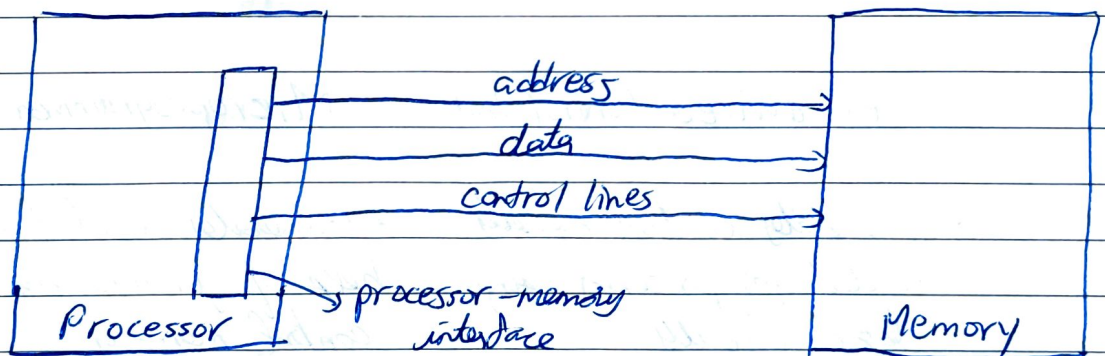 address
data
control lines
processor-memory
interface
Processor
Memory